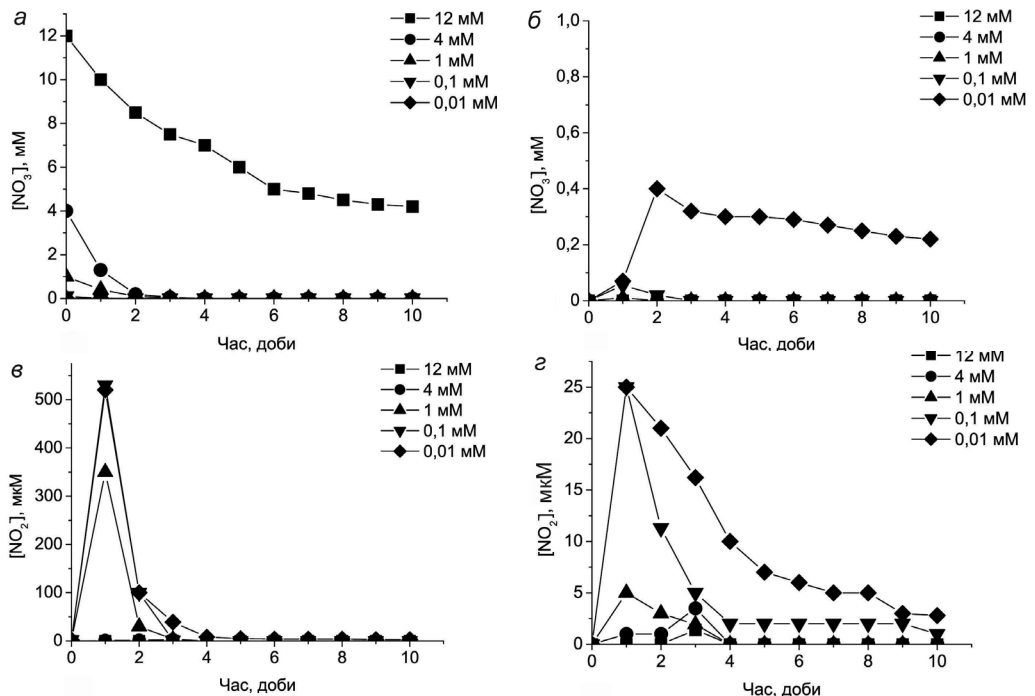 а
[NO3], мМ
12
10
8
6
4
2
0
0 2 4 6 8 10
Час, доби
12 мМ
4 мМ
1 мМ
0,1 мМ
0,01 мМ
б
[NO3], мМ
1,0
0,8
0,6
0,4
0,2
0,0
0 2 4 6 8 10
Час, доби
12 мМ
4 мМ
1 мМ
0,1 мМ
0,01 мМ
в
[NO2], мкМ
500
400
300
200
100
0
0 2 4 6 8 10
Час, доби
12 мМ
4 мМ
1 мМ
0,1 мМ
0,01 мМ
г
[NO2], мкМ
25
20
15
10
5
0
0 2 4 6 8 10
Час, доби
12 мМ
4 мМ
1 мМ
0,1 мМ
0,01 мМ